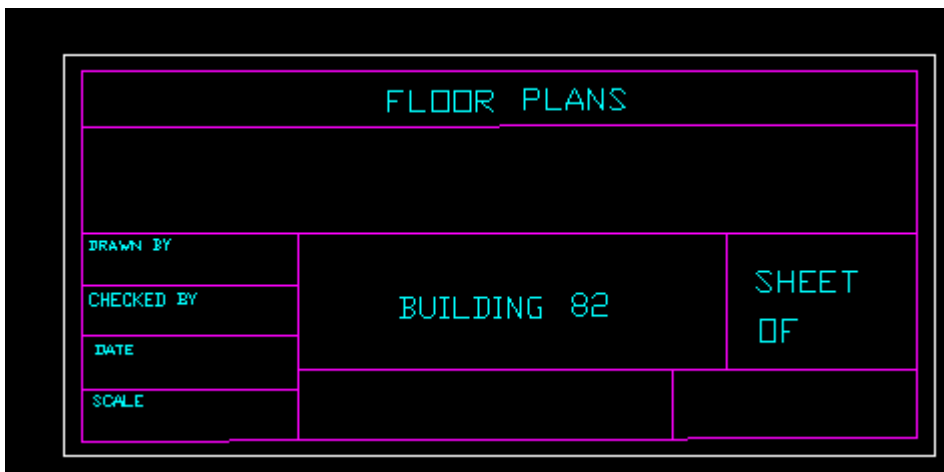 FLOOR PLANS
DRAWN BY
CHECKED BY
DATE
SCALE
BUILDING 82
SHEET
OF